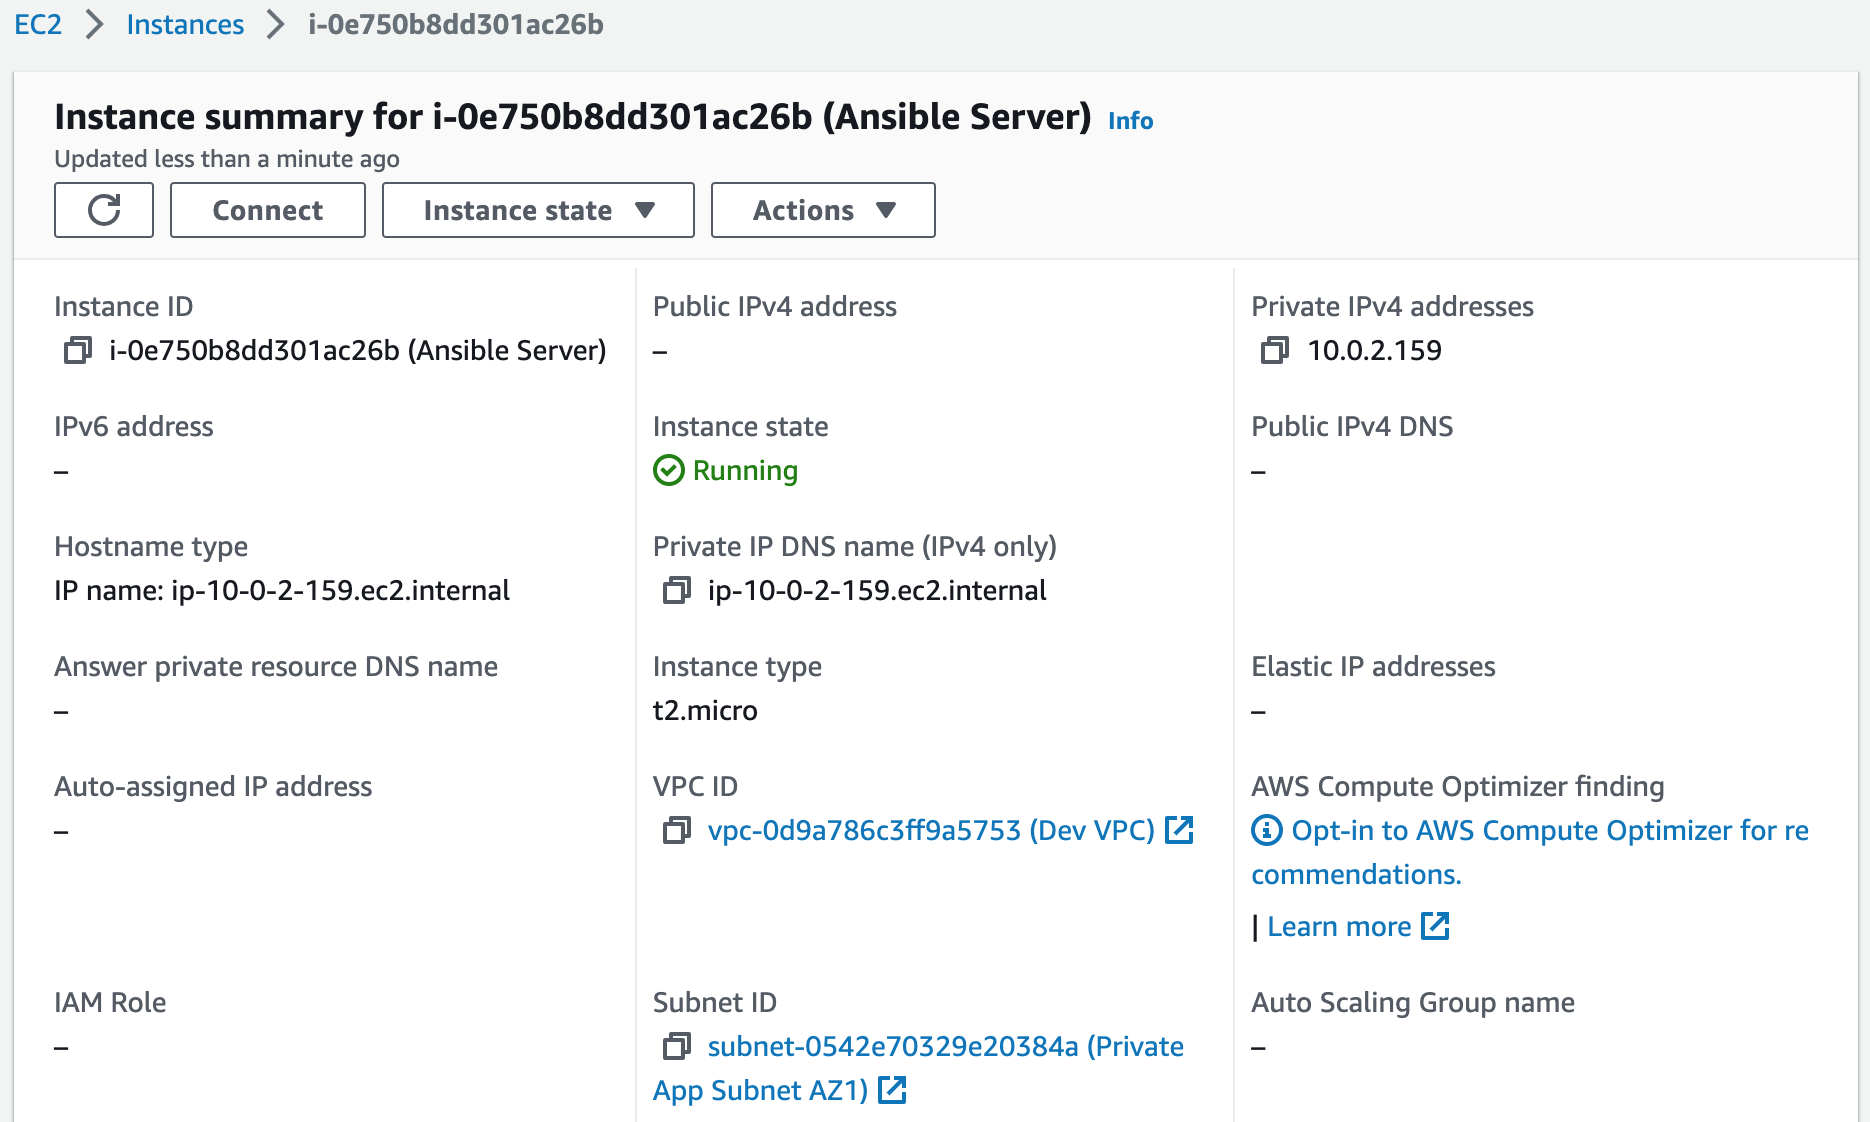 EC2 > Instances > i-0e750b8dd301ac26b
Instance summary for i-0e750b8dd301ac26b (Ansible Server) Info
Updated less than a minute ago
Connect Instance state Actions
Instance ID
i-0e750b8dd301ac26b (Ansible Server)
Public IPv4 address
–
Private IPv4 addresses
10.0.2.159
IPv6 address
–
Instance state
Running
Public IPv4 DNS
–
Hostname type
IP name: ip-10-0-2-159.ec2.internal
Private IP DNS name (IPv4 only)
ip-10-0-2-159.ec2.internal
Answer private resource DNS name
–
Instance type
t2.micro
Elastic IP addresses
–
Auto-assigned IP address
–
VPC ID
vpc-0d9a786c3ff9a5753 (Dev VPC)
AWS Compute Optimizer finding
Opt-in to AWS Compute Optimizer for re
commendations.
| Learn more
IAM Role
–
Subnet ID
subnet-0542e70329e20384a (Private
App Subnet AZ1)
Auto Scaling Group name
–